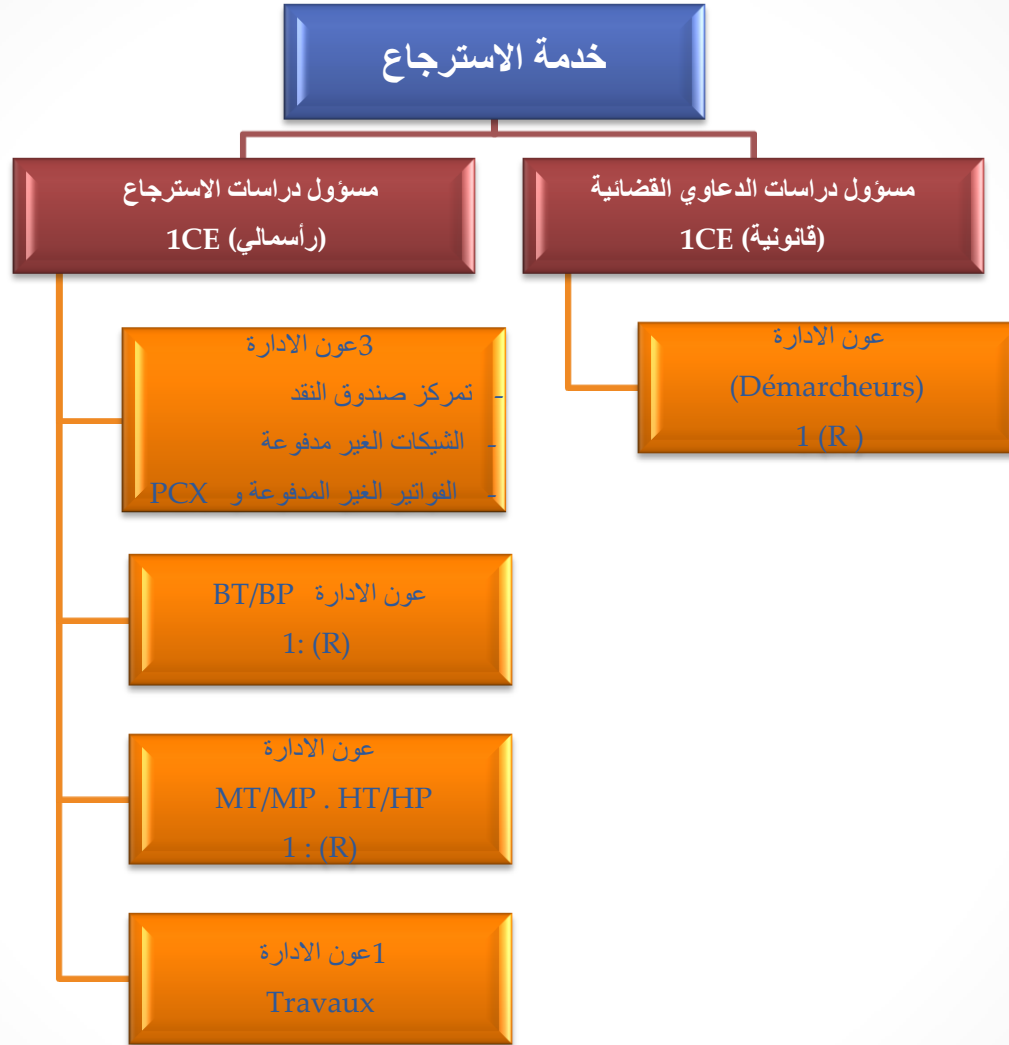 خدمة الاسترجاع
مسؤول دراسات الدعاوي القضائية
(قانونية) 1CE
مسؤول دراسات الاسترجاع
(رأسمالي) 1CE
عون الادارة
(Démarcheurs)
1 (R )
3عون الادارة
- تمركز صندوق النقد
- الشيكات الغير مدفوعة
- الفواتير الغير المدفوعة و PCX
عون الادارة BT/BP
1: (R)
عون الادارة
MT/MP . HT/HP
1 : (R)
1عون الادارة
Travaux